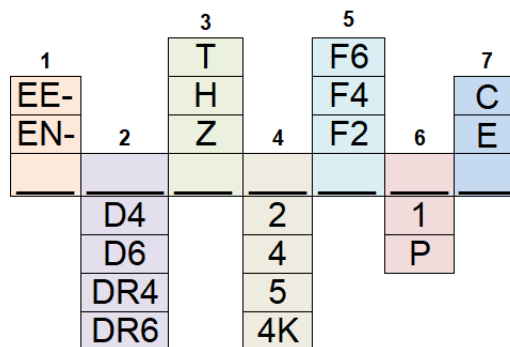 3 5
1 T F6 7
EE- H F4 C
EN- 2 Z 4 F2 6 E
D4 2 1
D6 4 P
DR4 5
DR6 4K